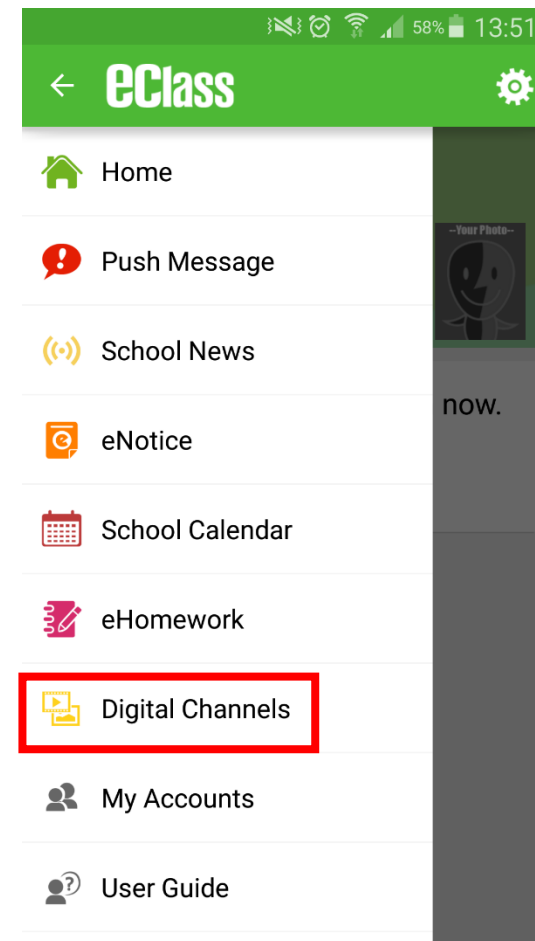 58% 13:51
eClass
Home
--Your Photo--
Push Message
School News
now.
eNotice
School Calendar
eHomework
Digital Channels
My Accounts
User Guide